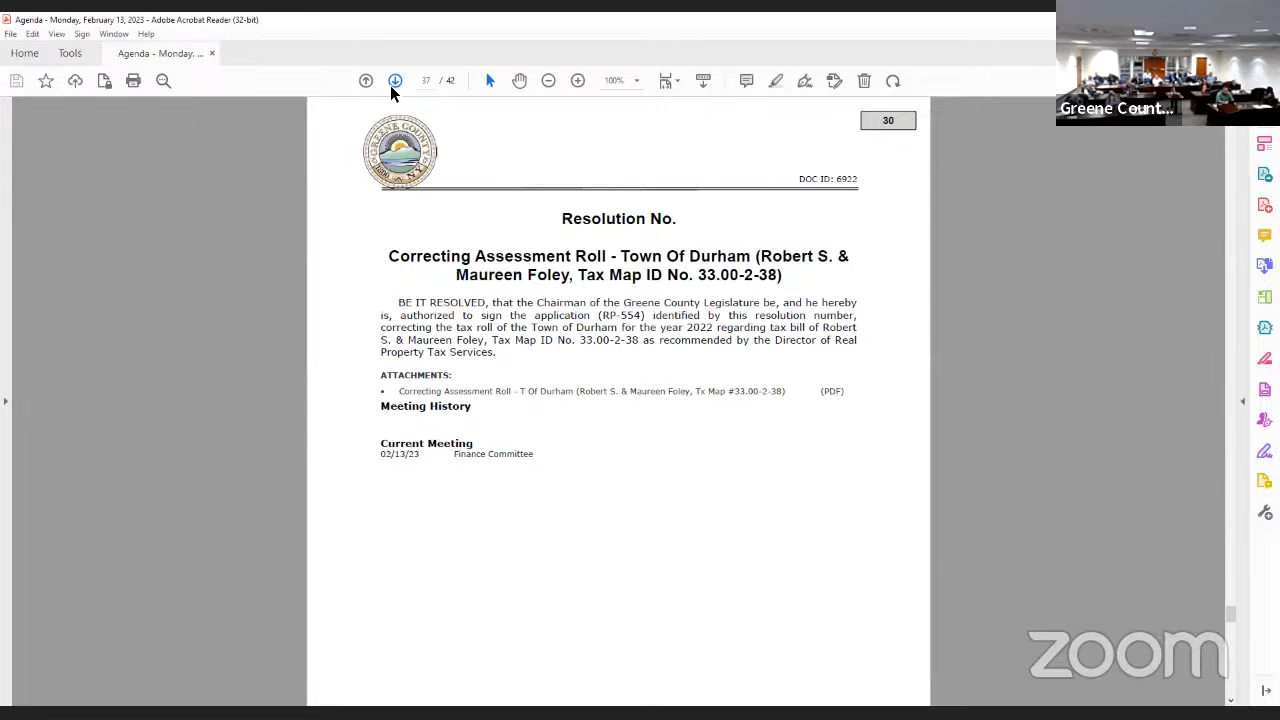 Agenda - Monday, February 13, 2023 - Adobe Acrobat Reader (32-bit)
File Edit View Sign Window Help
Home Tools Agenda - Monday, ... ×
37 / 42 100%
Greene Count...
30
GREENE COUNTY
1800 NY
DOC ID: 6922
Resolution No.
Correcting Assessment Roll - Town Of Durham (Robert S. &
Maureen Foley, Tax Map ID No. 33.00-2-38)
BE IT RESOLVED, that the Chairman of the Greene County Legislature be, and he hereby
is, authorized to sign the application (RP-554) identified by this resolution number,
correcting the tax roll of the Town of Durham for the year 2022 regarding tax bill of Robert
S. & Maureen Foley, Tax Map ID No. 33.00-2-38 as recommended by the Director of Real
Property Tax Services.
ATTACHMENTS:
• Correcting Assessment Roll - T Of Durham (Robert S. & Maureen Foley, Tx Map #33.00-2-38) (PDF)
Meeting History
Current Meeting
02/13/23 Finance Committee
zoom